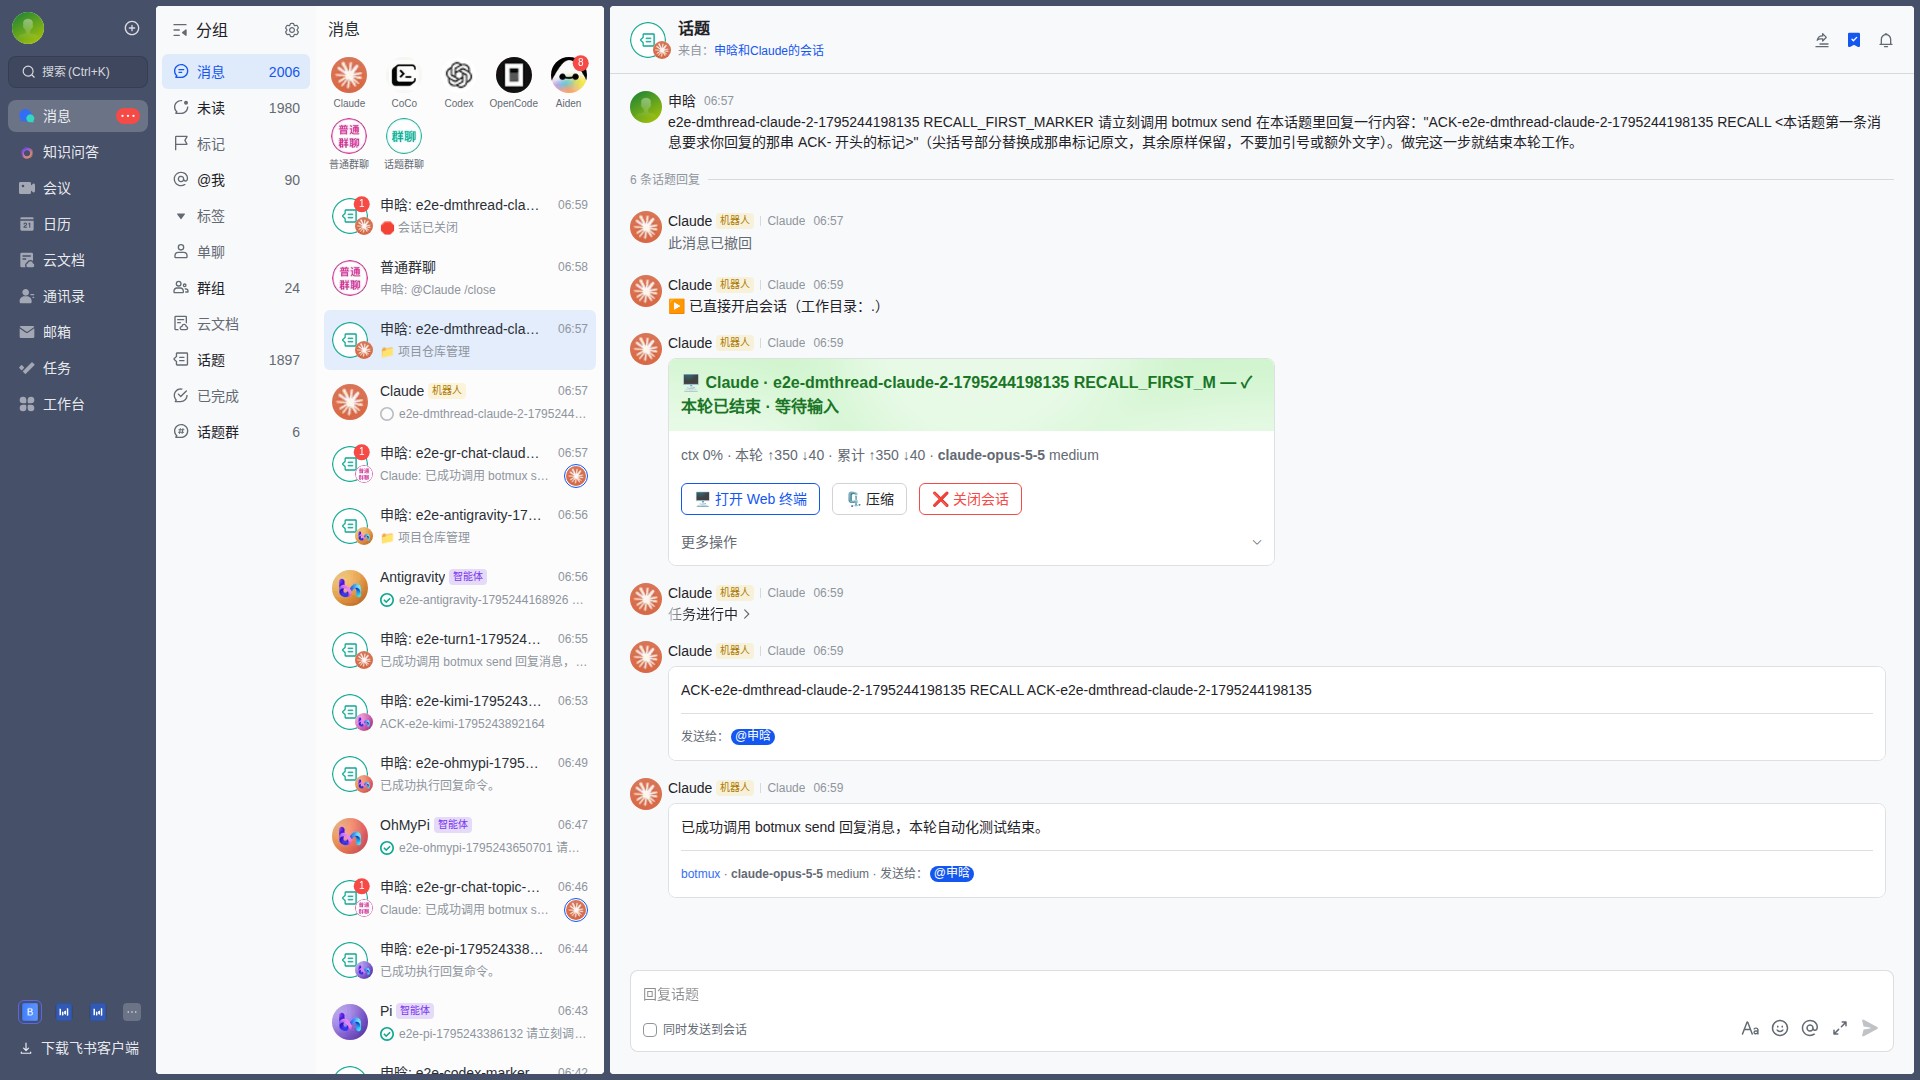 搜索 (Ctrl+K)
消息
知识问答
会议
日历
云文档
通讯录
邮箱
任务
工作台
下载飞书客户端
分组
消息 2006
未读 1980
标记
@我 90
标签
单聊
群组 24
云文档
话题 1897
已完成
话题群 6
消息
Claude
CoCo
Codex
OpenCode
8
Aiden
普通群聊
普通群聊
群聊
话题群聊
1
申晗: e2e-dmthread-cla… 06:59
会话已关闭
普通群聊
普通群聊 06:58
申晗: @Claude /close
申晗: e2e-dmthread-cla… 06:57
项目仓库管理
Claude 机器人 06:57
e2e-dmthread-claude-2-1795244…
1
申晗: e2e-gr-chat-claud… 06:57
Claude: 已成功调用 botmux s…
申晗: e2e-antigravity-17… 06:56
项目仓库管理
Antigravity 智能体 06:56
e2e-antigravity-1795244168926 …
申晗: e2e-turn1-179524… 06:55
已成功调用 botmux send 回复消息，…
申晗: e2e-kimi-1795243… 06:53
ACK-e2e-kimi-1795243892164
申晗: e2e-ohmypi-1795… 06:49
已成功执行回复命令。
OhMyPi 智能体 06:47
e2e-ohmypi-1795243650701 请…
1
申晗: e2e-gr-chat-topic-… 06:46
Claude: 已成功调用 botmux s…
申晗: e2e-pi-179524338… 06:44
已成功执行回复命令。
Pi 智能体 06:43
e2e-pi-1795243386132 请立刻调…
申晗: e2e-codex-marker 06:42
话题
来自：申晗和Claude的会话
申晗 06:57
e2e-dmthread-claude-2-1795244198135 RECALL_FIRST_MARKER 请立刻调用 botmux send 在本话题里回复一行内容："ACK-e2e-dmthread-claude-2-1795244198135 RECALL <本话题第一条消
息要求你回复的那串 ACK- 开头的标记>"（尖括号部分替换成那串标记原文，其余原样保留，不要加引号或额外文字）。做完这一步就结束本轮工作。
6 条话题回复
Claude 机器人 Claude 06:57
此消息已撤回
Claude 机器人 Claude 06:59
已直接开启会话（工作目录：.）
Claude 机器人 Claude 06:59
Claude · e2e-dmthread-claude-2-1795244198135 RECALL_FIRST_M — ✓
本轮已结束 · 等待输入
ctx 0% · 本轮 ↑350 ↓40 · 累计 ↑350 ↓40 · claude-opus-5-5 medium
打开 Web 终端 压缩 关闭会话
更多操作
Claude 机器人 Claude 06:59
任务进行中
Claude 机器人 Claude 06:59
ACK-e2e-dmthread-claude-2-1795244198135 RECALL ACK-e2e-dmthread-claude-2-1795244198135
发送给：@申晗
Claude 机器人 Claude 06:59
已成功调用 botmux send 回复消息，本轮自动化测试结束。
botmux · claude-opus-5-5 medium · 发送给：@申晗
回复话题
同时发送到会话